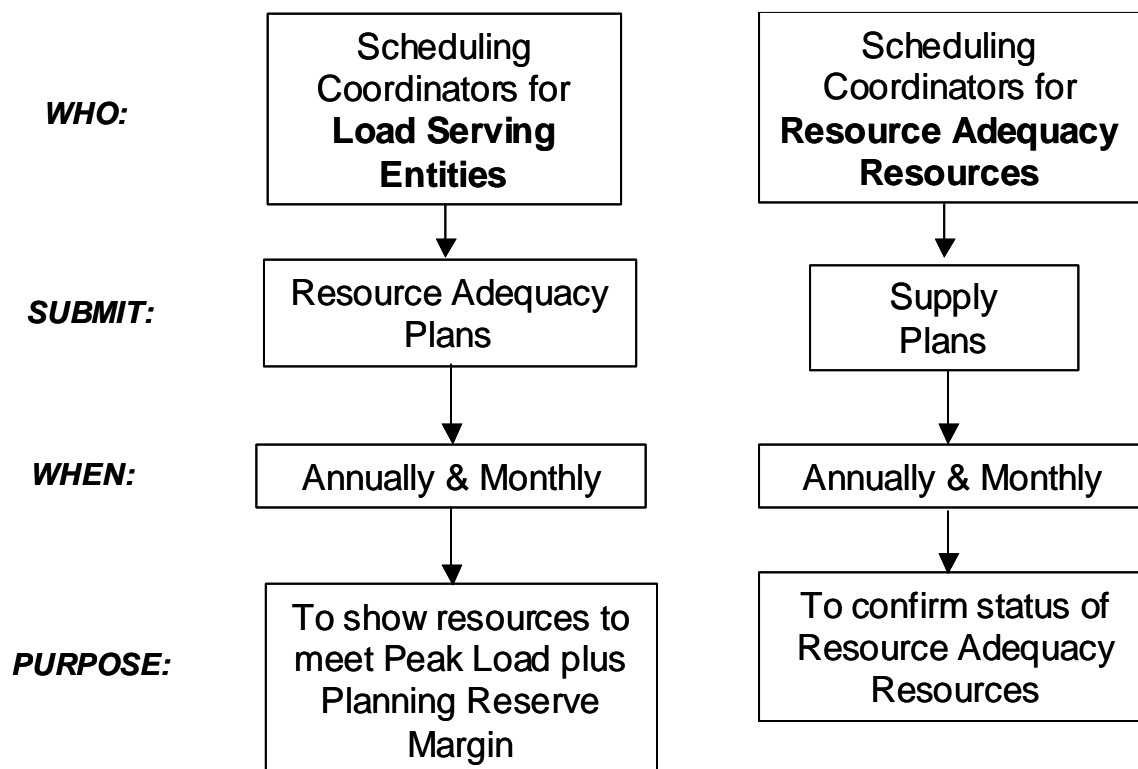 WHO:
Scheduling
Coordinators for
Load Serving
Entities
Scheduling
Coordinators for
Resource Adequacy
Resources
SUBMIT:
Resource Adequacy
Plans
Supply
Plans
WHEN:
Annually & Monthly
Annually & Monthly
PURPOSE:
To show resources to
meet Peak Load plus
Planning Reserve
Margin
To confirm status of
Resource Adequacy
Resources